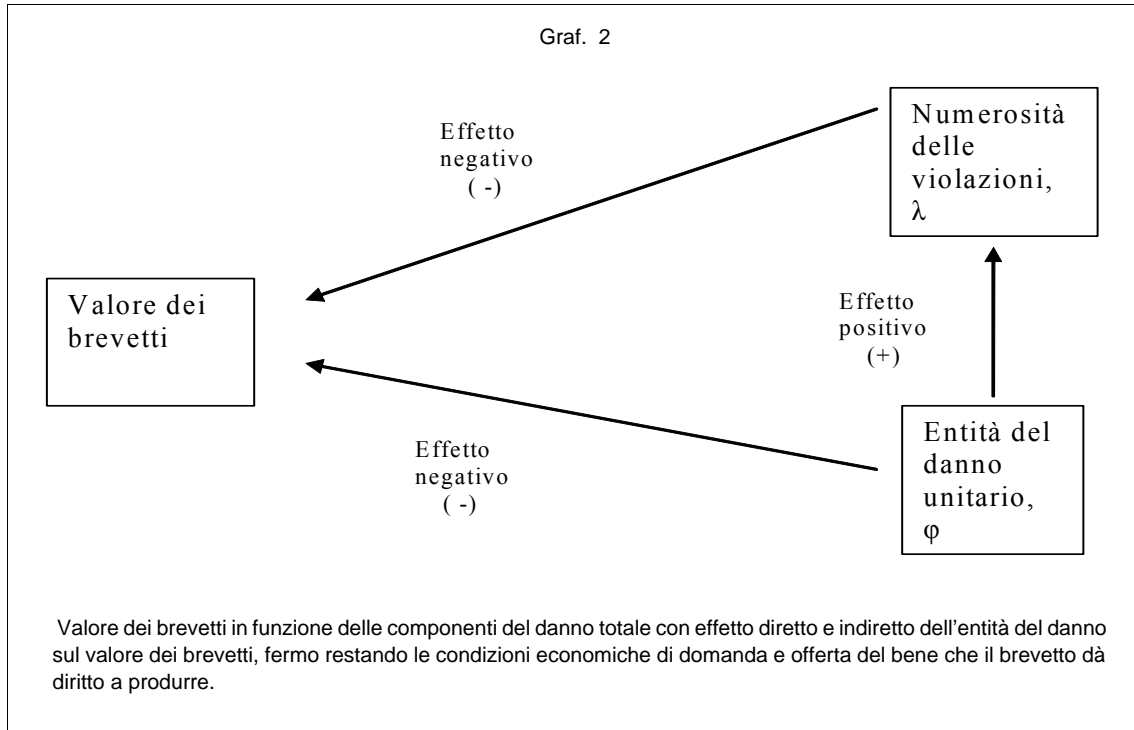 Graf. 2
Effetto
negativo
( -)
Numerosità
delle
violazioni,
λ
Valore dei
brevetti
Effetto
positivo
(+)
Effetto
negativo
( -)
Entità del
danno
unitario,
φ
Valore dei brevetti in funzione delle componenti del danno totale con effetto diretto e indiretto dell'entità del danno
sul valore dei brevetti, fermo restando le condizioni economiche di domanda e offerta del bene che il brevetto dà
diritto a produrre.